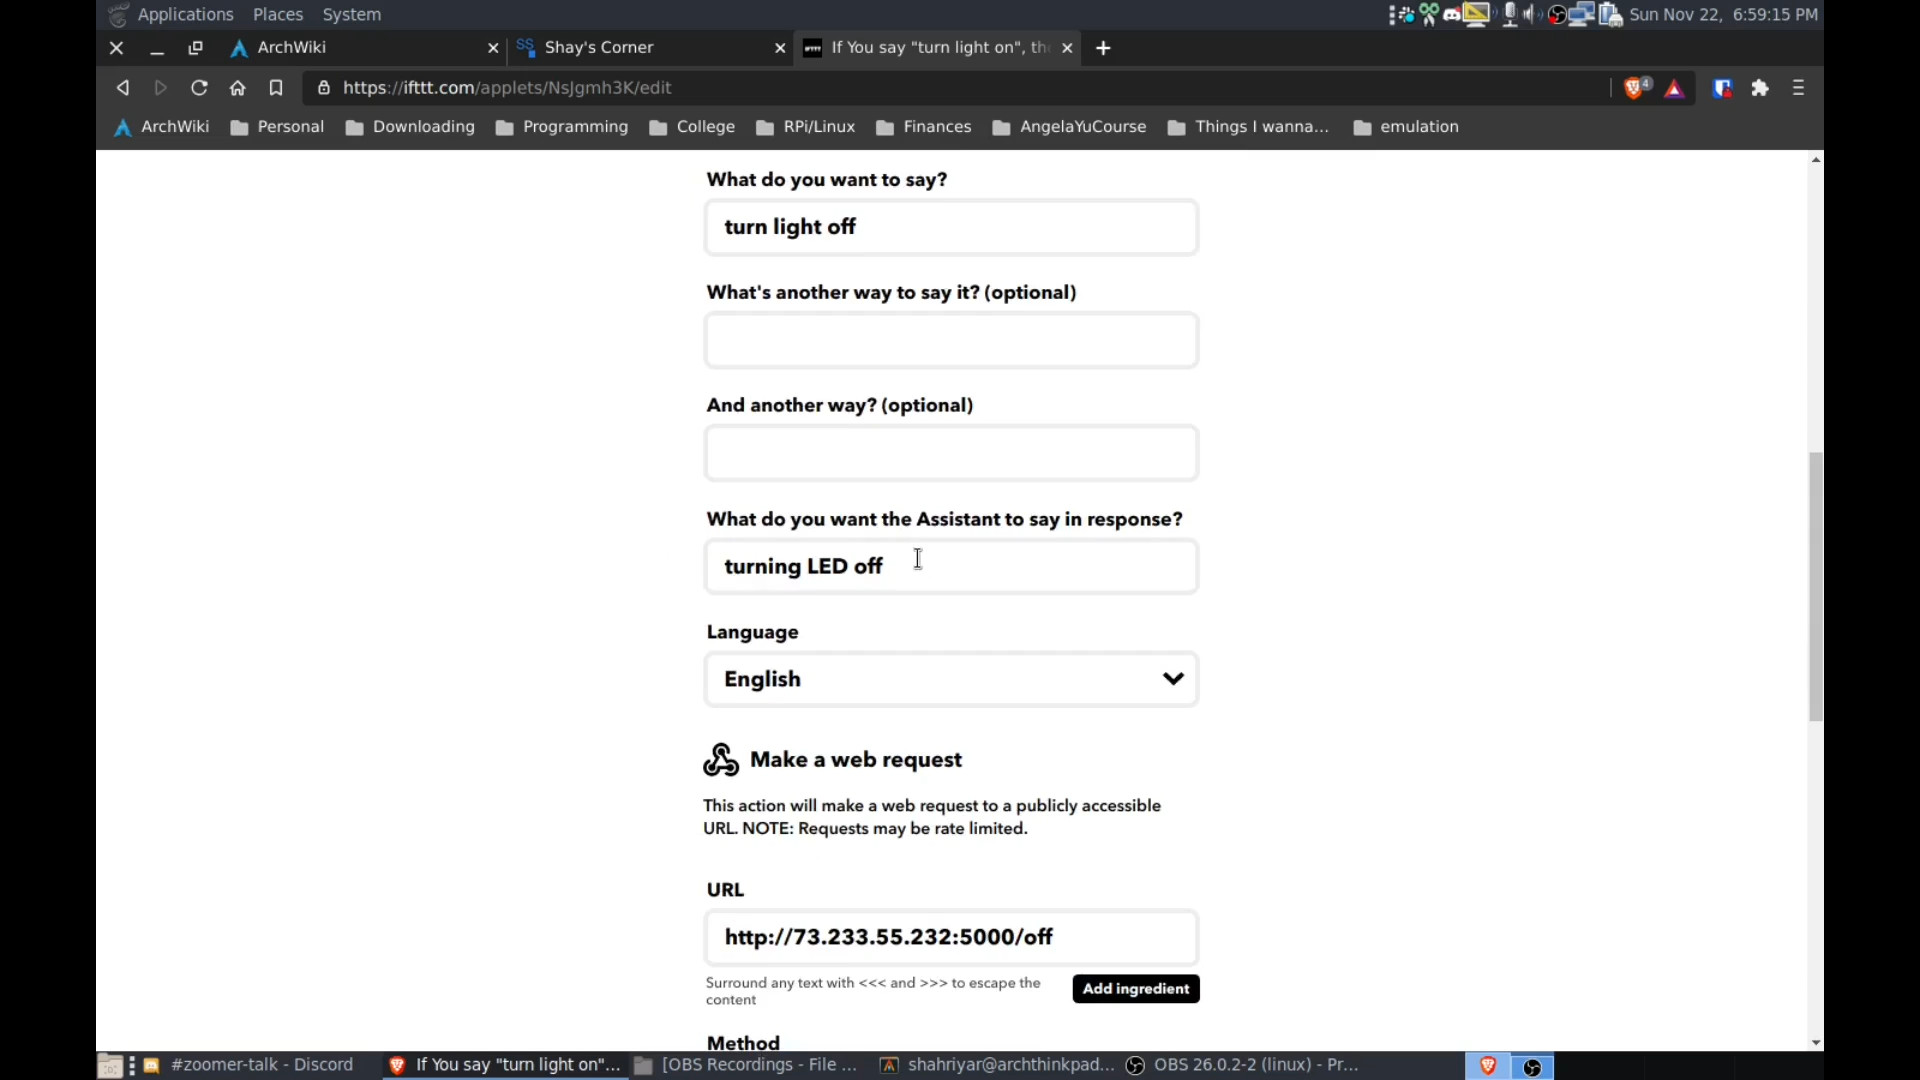 Applications Places System Sun Nov 22, 6:59:15 PM
ArchWiki Shay's Corner If You say "turn light on", th
https://ifttt.com/applets/NsJgmh3K/edit 4
ArchWiki Personal Downloading Programming College RPi/Linux Finances AngelaYuCourse Things I wanna... emulation
What do you want to say?
turn light off
What's another way to say it? (optional)
And another way? (optional)
What do you want the Assistant to say in response?
turning LED off
Language
English
Make a web request
This action will make a web request to a publicly accessible
URL. NOTE: Requests may be rate limited.
URL
http://73.233.55.232:5000/off
Surround any text with <<< and >>> to escape the
content
Add ingredient
Method
#zoomer-talk - Discord If You say "turn light on"... [OBS Recordings - File ... shahriyar@archthinkpad... OBS 26.0.2-2 (linux) - Pr...